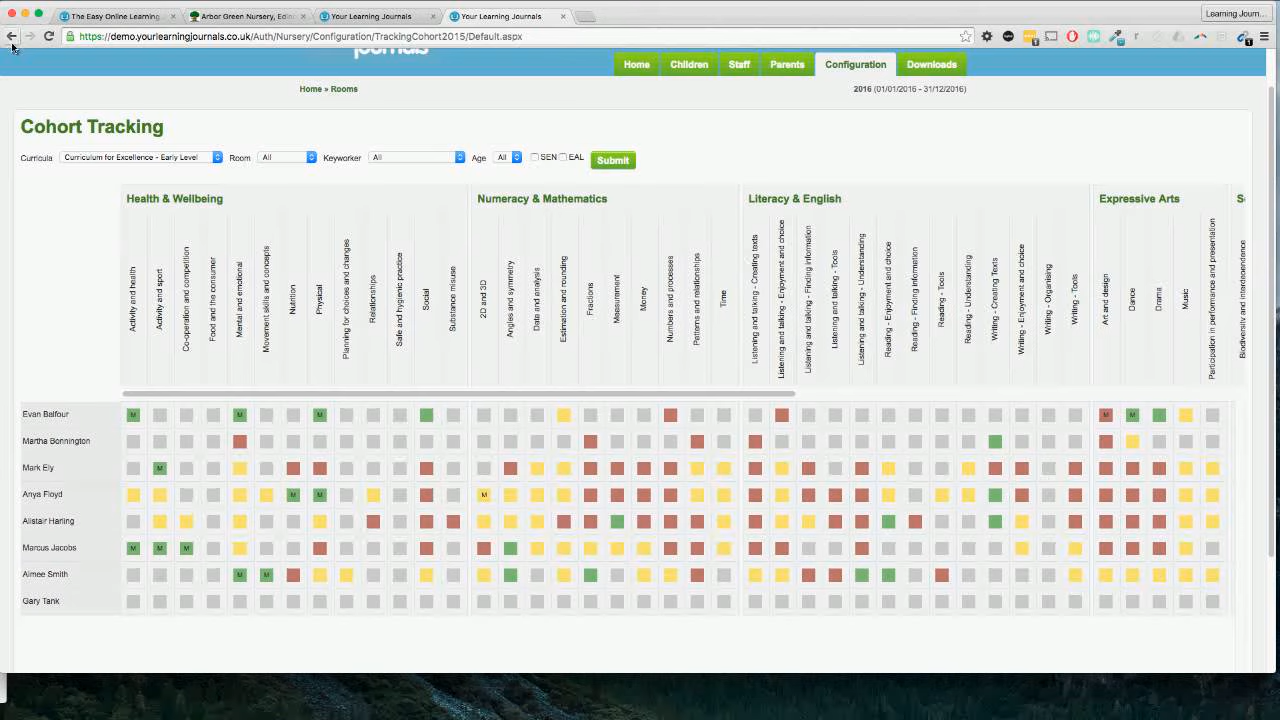 The Easy Online Learning
Arbor Green Nursery, Edin
Your Learning Journals
Your Learning Journals
Learning Journ...
https://demo.yourlearningjournals.co.uk/Auth/Nursery/Configuration/TrackingCohort2015/Default.aspx
journals
Home Children Staff Parents Configuration Downloads
Home » Rooms
2016 (01/01/2016 - 31/12/2016)
Cohort Tracking
Curricula Curriculum for Excellence - Early Level Room All Keyworker All Age All SEN EAL Submit
Health & Wellbeing Numeracy & Mathematics Literacy & English Expressive Arts
Activity and health
Activity and sport
Co-operation and competition
Food and the consumer
Mental and emotional
Movement skills and concepts
Nutrition
Physical
Planning for choices and changes
Relationships
Safe and hygienic practice
Social
Substance misuse
2D and 3D
Angles and symmetry
Data and analysis
Estimation and rounding
Fractions
Measurement
Money
Numbers and processes
Patterns and relationships
Time
Listening and talking - Creating texts
Listening and talking - Enjoyment and choice
Listening and talking - Finding information
Listening and talking - Tools
Listening and talking - Understanding
Reading - Enjoyment and choice
Reading - Finding information
Reading - Tools
Reading - Understanding
Writing - Creating Texts
Writing - Enjoyment and choice
Writing - Organising
Writing - Tools
Art and design
Dance
Drama
Music
Participation in performance and presentation
Biodiversity and interdependence
Evan Balfour M M M M M
Martha Bonnington
Mark Ely M
Anya Floyd M M M
Alistair Harling
Marcus Jacobs M M M
Aimee Smith M M
Gary Tank